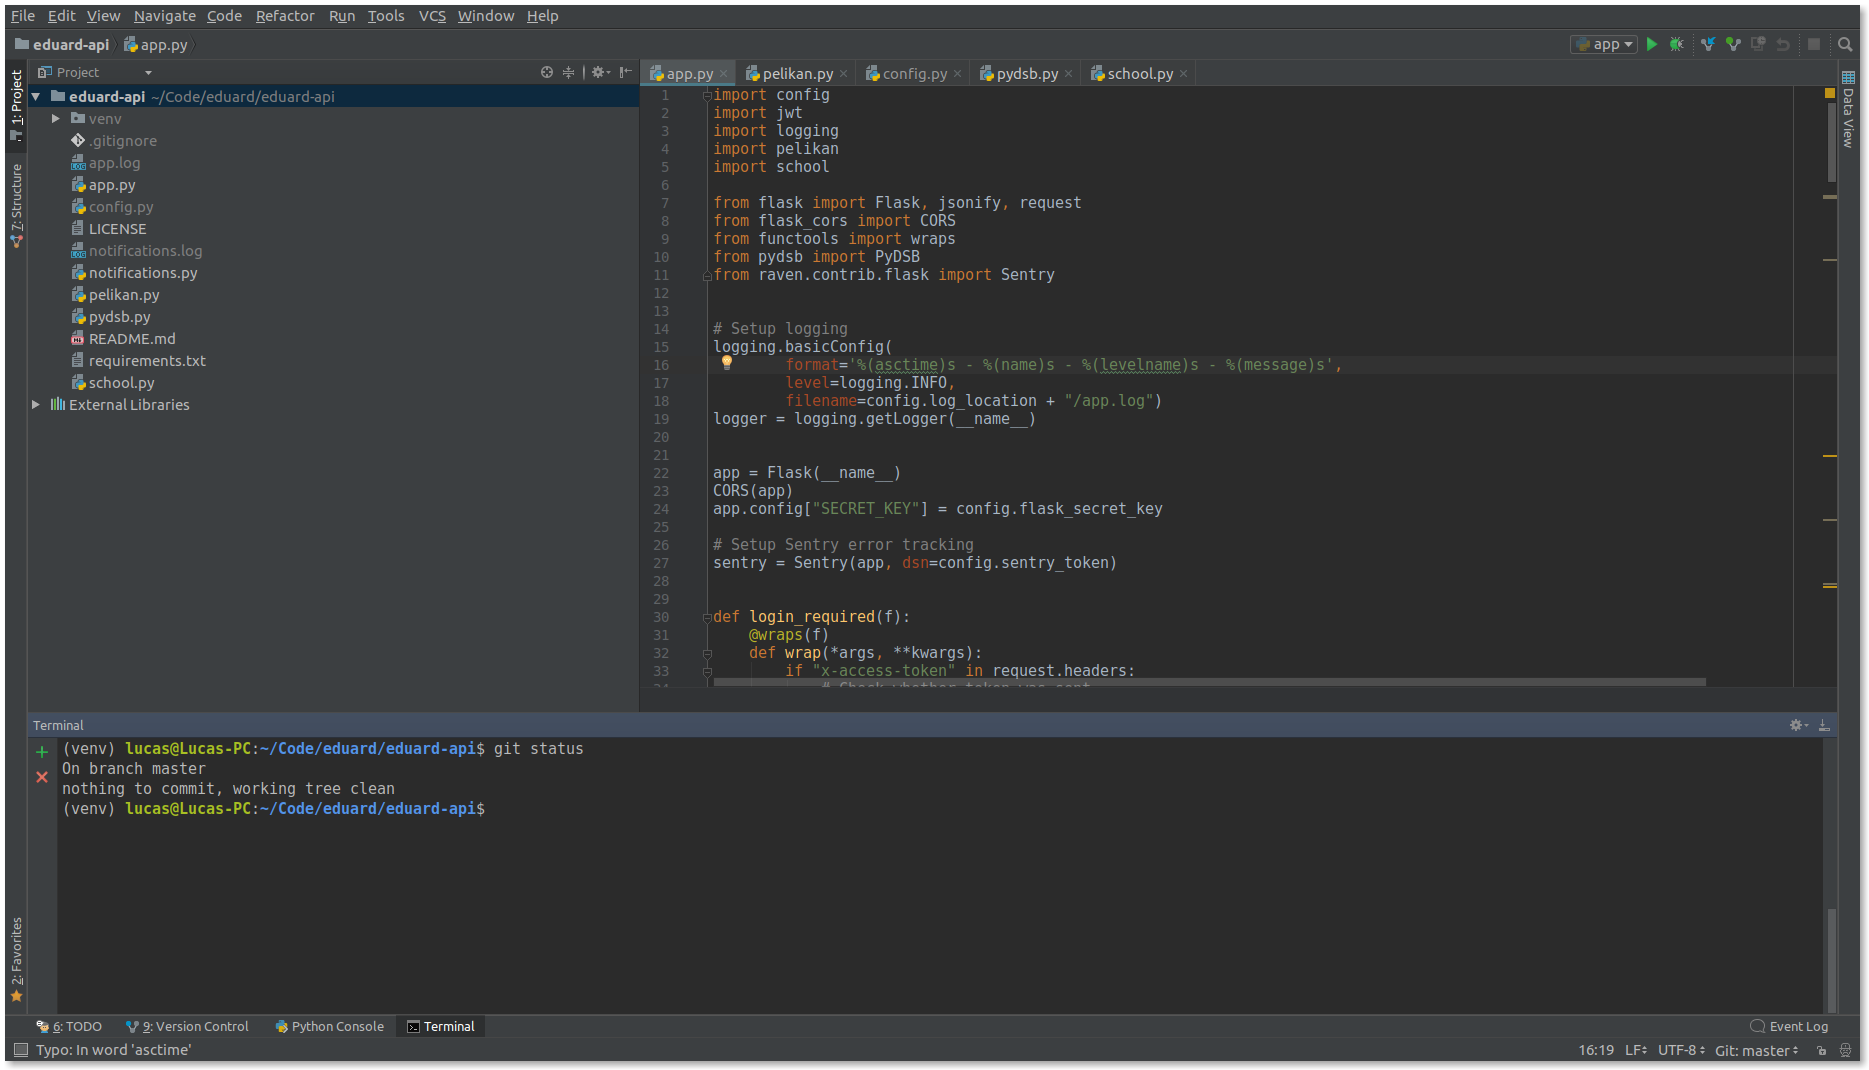 File Edit View Navigate Code Refactor Run Tools VCS Window Help
eduard-api app.py
app
Project
app.py pelikan.py config.py pydsb.py school.py
1: Project
7: Structure
2: Favorites
Data View
eduard-api ~/Code/eduard/eduard-api
venv
.gitignore
app.log
app.py
config.py
LICENSE
notifications.log
notifications.py
pelikan.py
pydsb.py
README.md
requirements.txt
school.py
External Libraries
1 import config
2 import jwt
3 import logging
4 import pelikan
5 import school
6
7 from flask import Flask, jsonify, request
8 from flask_cors import CORS
9 from functools import wraps
10 from pydsb import PyDSB
11 from raven.contrib.flask import Sentry
12
13
14 # Setup logging
15 logging.basicConfig(
16 format='%(asctime)s - %(name)s - %(levelname)s - %(message)s',
17 level=logging.INFO,
18 filename=config.log_location + "/app.log")
19 logger = logging.getLogger(__name__)
20
21
22 app = Flask(__name__)
23 CORS(app)
24 app.config["SECRET_KEY"] = config.flask_secret_key
25
26 # Setup Sentry error tracking
27 sentry = Sentry(app, dsn=config.sentry_token)
28
29
30 def login_required(f):
31 @wraps(f)
32 def wrap(*args, **kwargs):
33 if "x-access-token" in request.headers:
34 # Check whether token was sent
Terminal
(venv) lucas@Lucas-PC:~/Code/eduard/eduard-api$ git status
On branch master
nothing to commit, working tree clean
(venv) lucas@Lucas-PC:~/Code/eduard/eduard-api$
6: TODO 9: Version Control Python Console Terminal Event Log
Typo: In word 'asctime' 16:19 LF UTF-8 Git: master